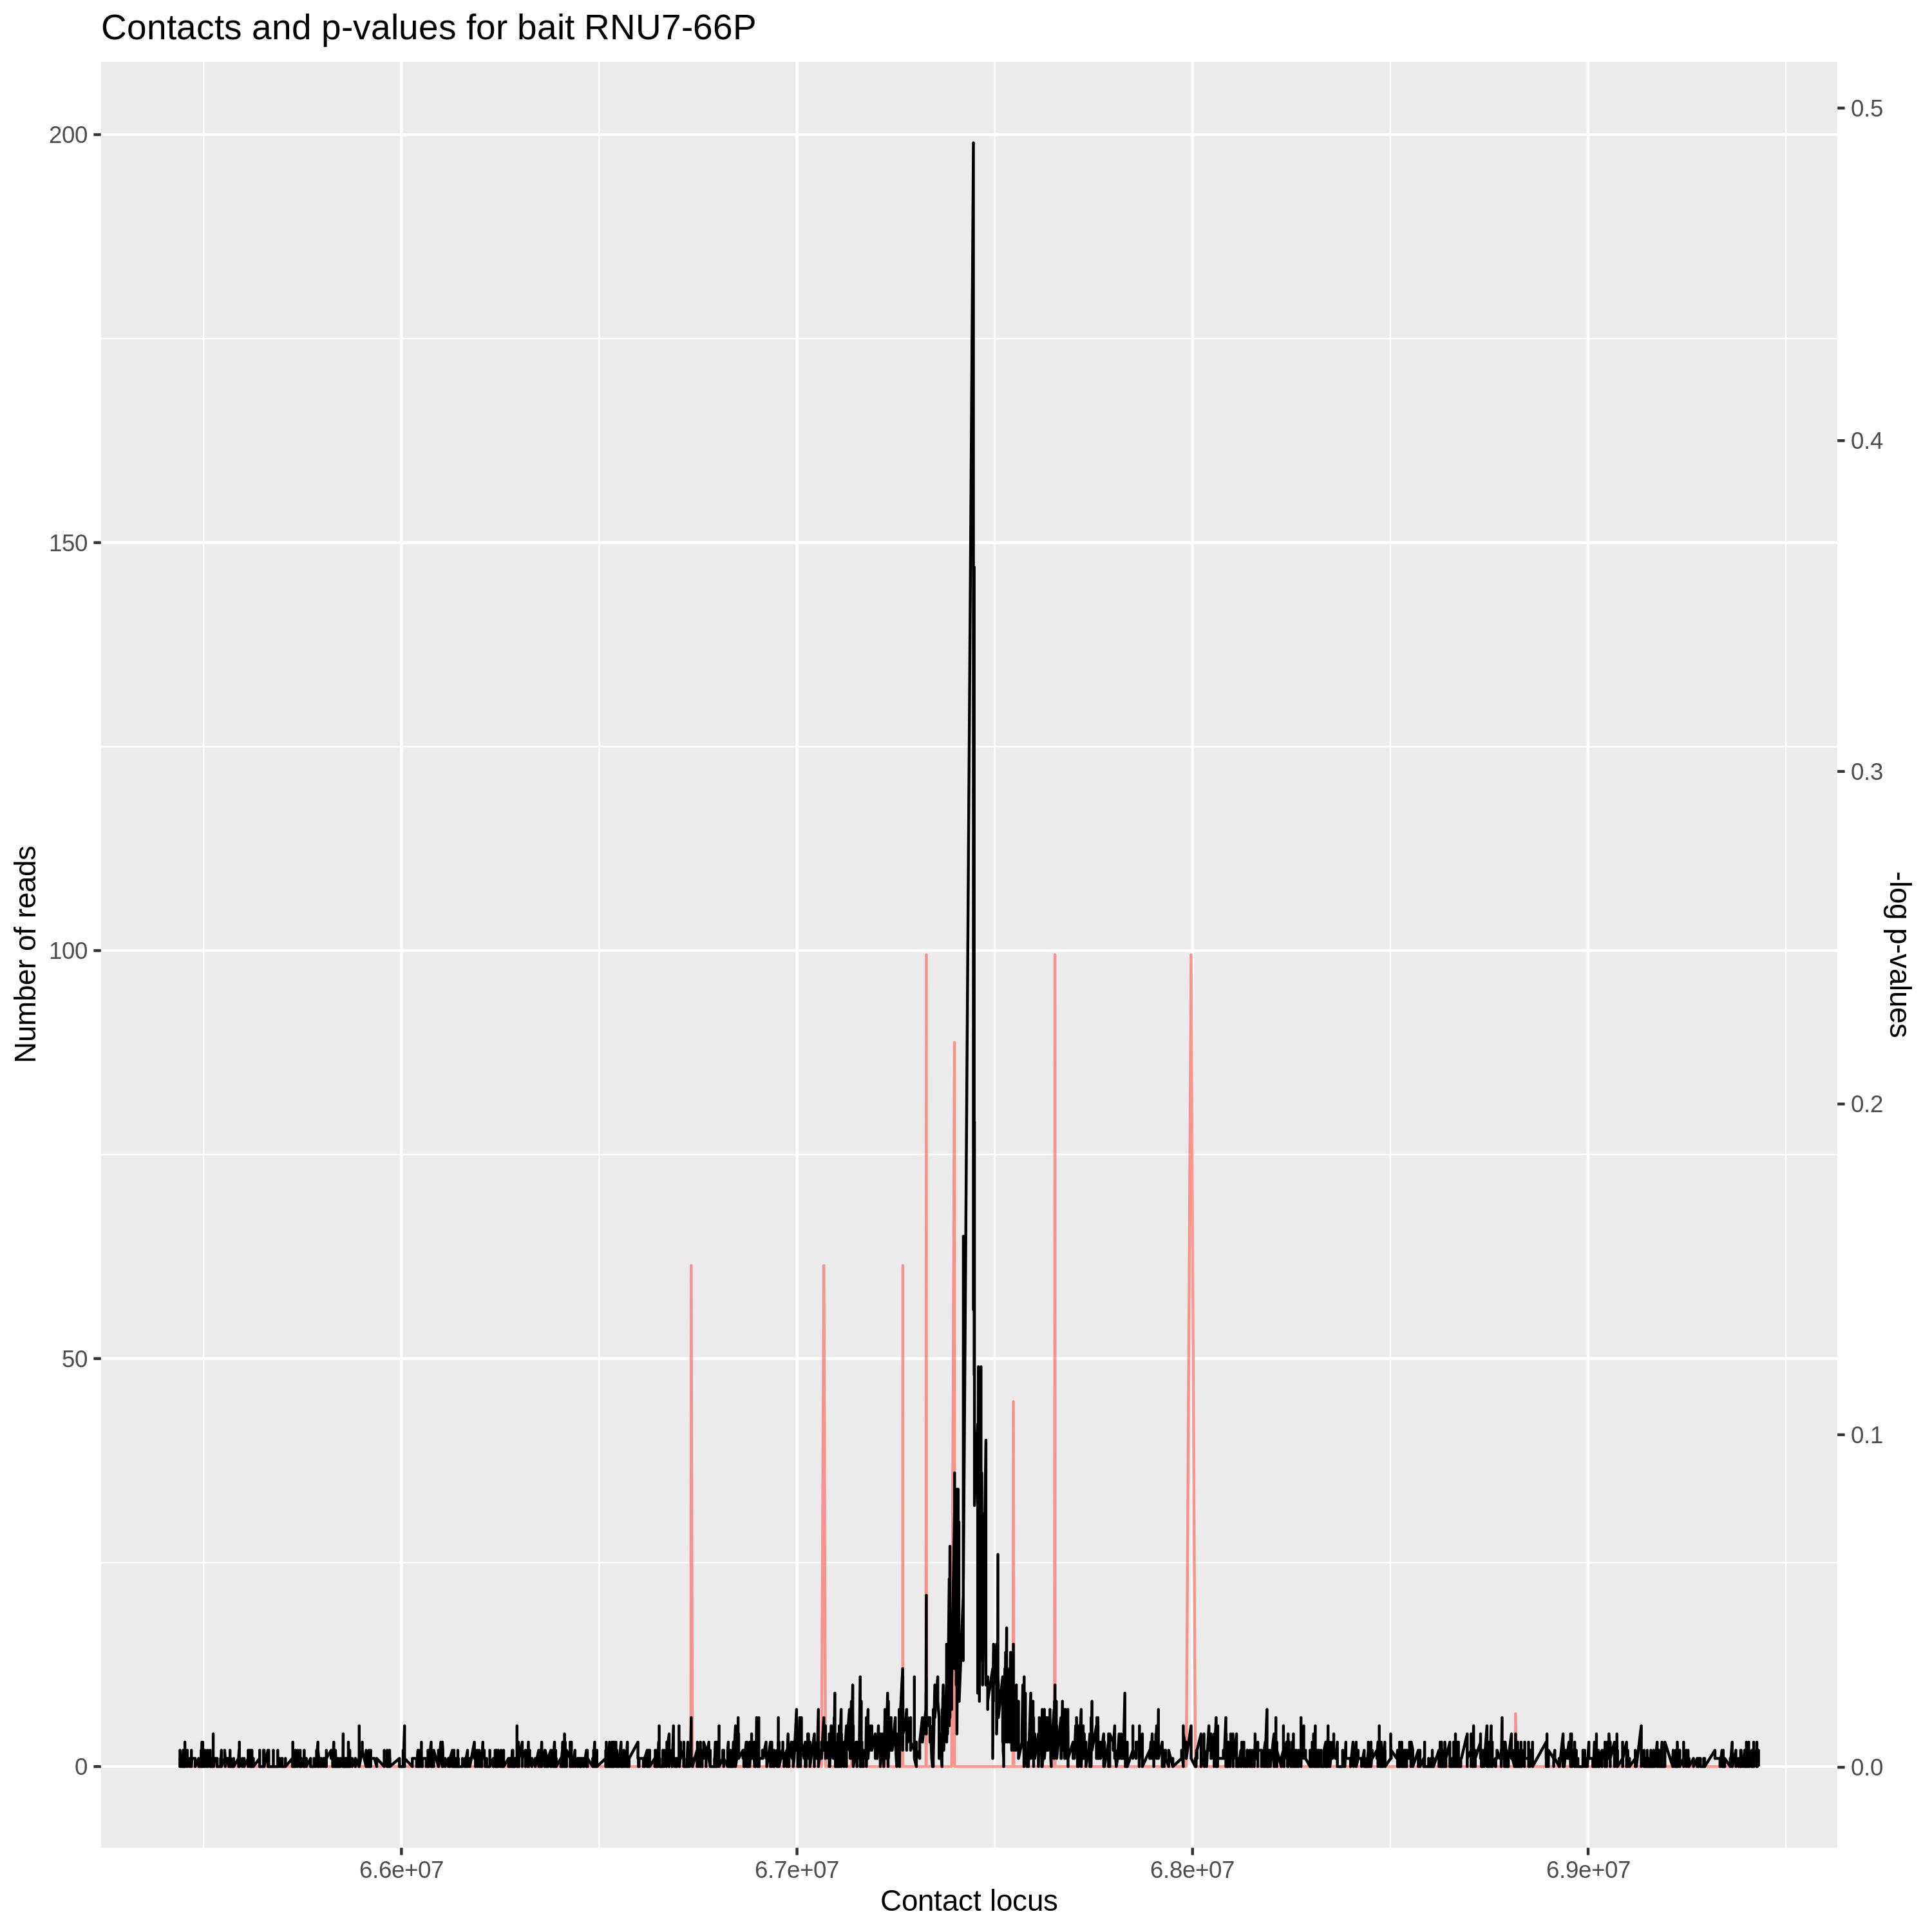 Contacts and p-values for bait RNU7-66P
200
150
100
50
0
Number of reads
0.5
0.4
0.3
0.2
0.1
0.0
-log p-values
6.6e+07
6.7e+07
6.8e+07
6.9e+07
Contact locus